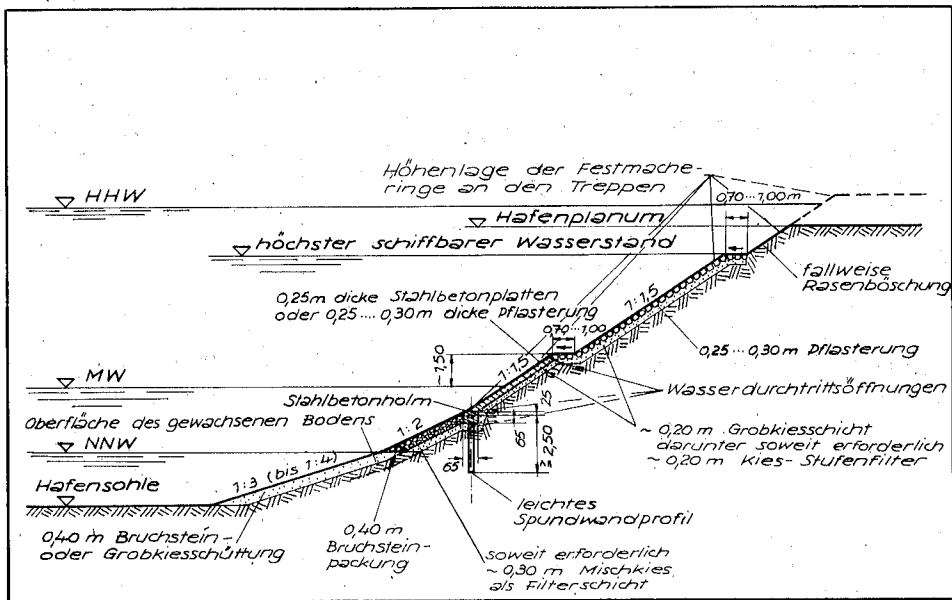 Höhenlage der Festmache-
ringe an den Treppen
HHW
0,70...1,00m
Hafenplanum
höchster schiffbarer Wasserstand
fallweise
Rasenböschung
0,25m dicke Stahlbetonplatten
oder 0,25....0,30m dicke Pflasterung
1:1,5
0,70...1,00
0,25...0,30m Pflasterung
~1,50
1:1,5
MW
Wasserdurchtrittsöffnungen
Stahlbetonholm
25
Oberfläche des gewachsenen Bodens
1:2
65
~0,20m Grobkiesschicht
darunter soweit erforderlich
~0,20m Kies-Stufenfilter
NNW
≥2,50
65
1:3 (bis 1:4)
Hafensohle
leichtes
Spundwandprofil
0,40m Bruchstein-
oder Grobkiesschüttung
0,40m
Bruchstein-
packung
soweit erforderlich
~0,30m Mischkies
als Filterschicht